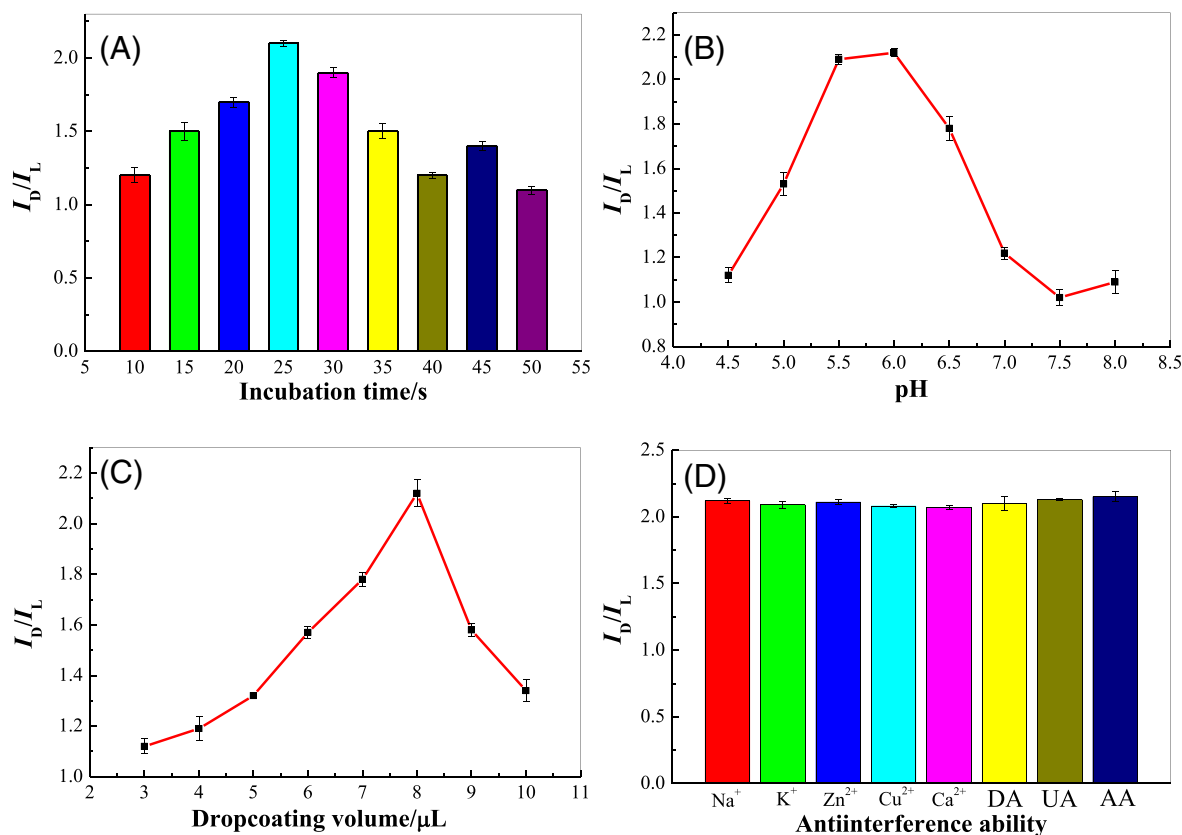 (A)
2.0
1.5
1.0
0.5
0.0
I_D/I_L
5 10 15 20 25 30 35 40 45 50 55
Incubation time/s
(B)
2.2
2.0
1.8
1.6
1.4
1.2
1.0
0.8
I_D/I_L
4.0 4.5 5.0 5.5 6.0 6.5 7.0 7.5 8.0 8.5
pH
(C)
2.2
2.0
1.8
1.6
1.4
1.2
1.0
I_D/I_L
2 3 4 5 6 7 8 9 10 11
Dropcoating volume/μL
(D)
2.5
2.0
1.5
1.0
0.5
0.0
I_D/I_L
Na⁺ K⁺ Zn²⁺ Cu²⁺ Ca²⁺ DA UA AA
Antiinterference ability